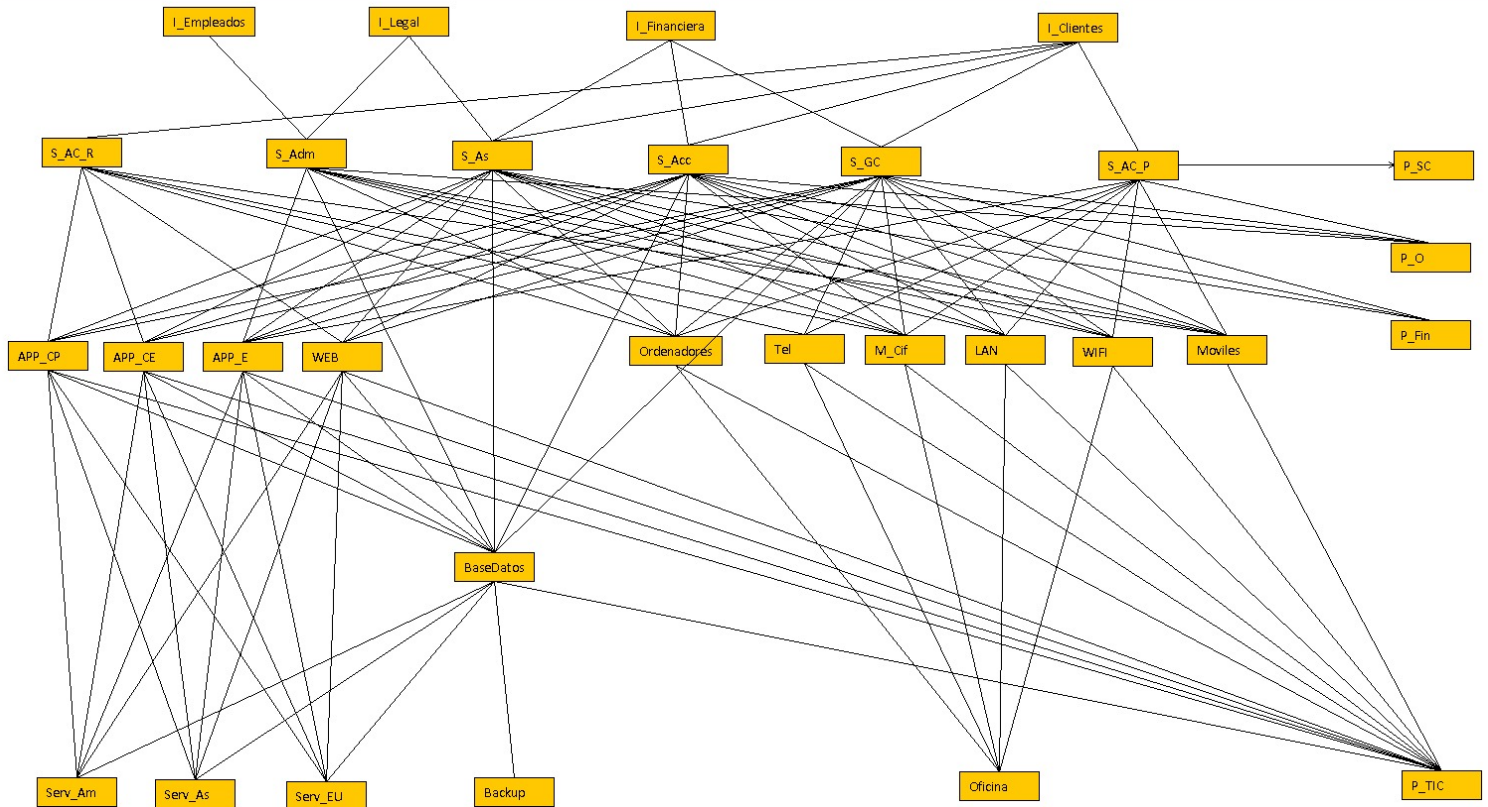 I_Empleados
I_Legal
I_Financiera
I_Clientes
S_AC_R
S_Adm
S_As
S_Acc
S_GC
S_AC_P
P_SC
P_O
P_Fin
APP_CP
APP_CE
APP_E
WEB
Ordenadores
Tel
M_Cif
LAN
WIFI
Moviles
BaseDatos
Serv_Am
Serv_As
Serv_EU
Backup
Oficina
P_TIC